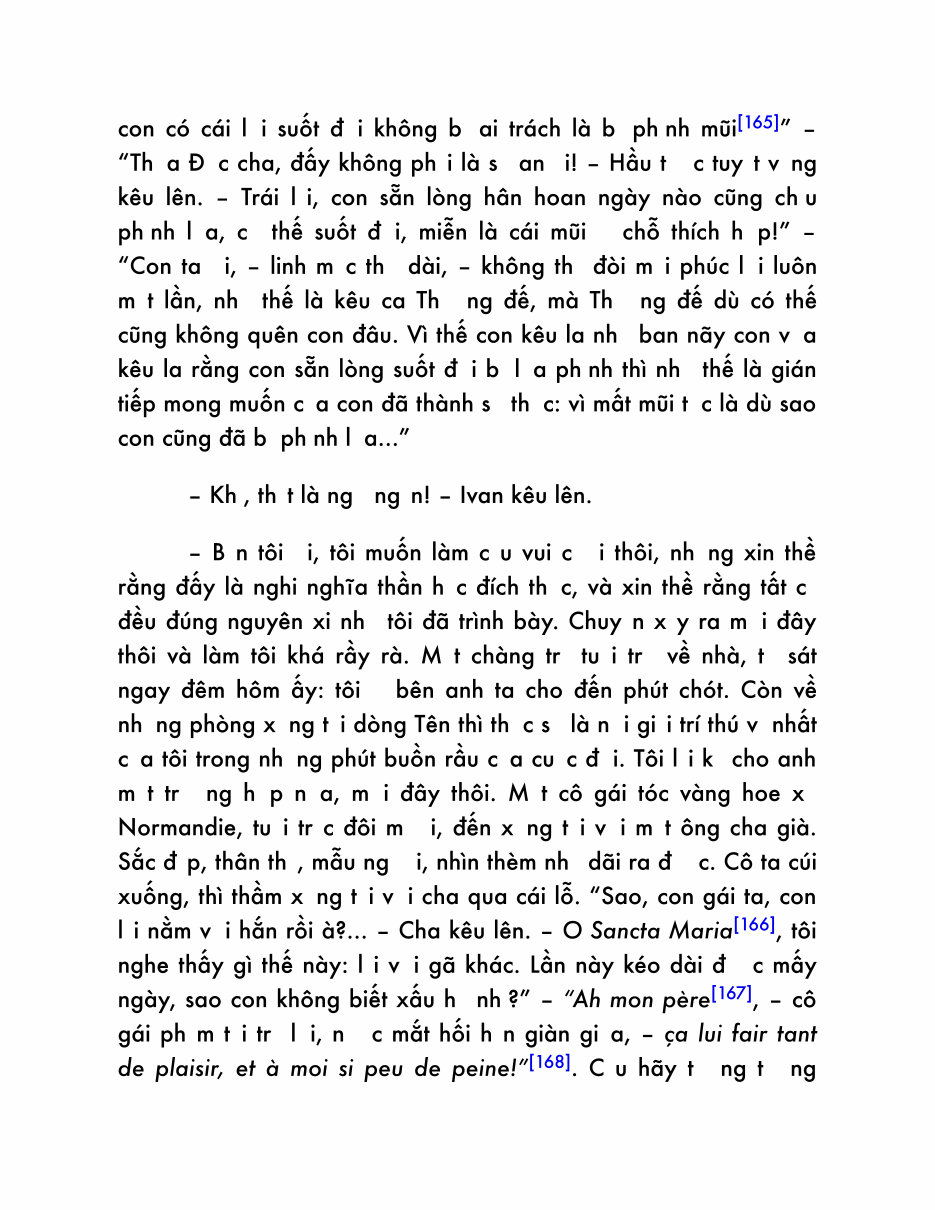 con có cái l i suốt đ i không b ai trách là b ph nh mũi[165]” –
“Th a Đ c cha, đấy không ph i là s an i! – Hầu t c tuy t v ng
kêu lên. – Trái l i, con sẵn lòng hân hoan ngày nào cũng ch u
ph nh l a, c thế suốt đ i, miễn là cái mũi chỗ thích h p!” –
“Con ta i, – linh m c th dài, – không th đòi m i phúc l i luôn
m t lần, nh thế là kêu ca Th ng đế, mà Th ng đế dù có thế
cũng không quên con đâu. Vì thế con kêu la nh ban nãy con v a
kêu la rằng con sẵn lòng suốt đ i b l a ph nh thì nh thế là gián
tiếp mong muốn c a con đã thành s th c: vì mất mũi t c là dù sao
con cũng đã b ph nh l a...”
– Kh , th t là ng ng n! – Ivan kêu lên.
– B n tôi i, tôi muốn làm c u vui c i thôi, nh ng xin thề
rằng đấy là nghi nghĩa thần h c đích th c, và xin thề rằng tất c
đều đúng nguyên xi nh tôi đã trình bày. Chuy n x y ra m i đây
thôi và làm tôi khá rầy rà. M t chàng tr tu i tr về nhà, t sát
ngay đêm hôm ấy: tôi bên anh ta cho đến phút chót. Còn về
nh ng phòng x ng t i dòng Tên thì th c s là n i gi i trí thú v nhất
c a tôi trong nh ng phút buồn rầu c a cu c đ i. Tôi l i k cho anh
m t tr ng h p n a, m i đây thôi. M t cô gái tóc vàng hoe x
Normandie, tu i tr c đôi m i, đến x ng t i v i m t ông cha già.
Sắc đ p, thân th , mẫu ng i, nhìn thèm nh dãi ra đ c. Cô ta cúi
xuống, thì thầm x ng t i v i cha qua cái lỗ. “Sao, con gái ta, con
l i nằm v i hắn rồi à?... – Cha kêu lên. – O Sancta Maria[166], tôi
nghe thấy gì thế này: l i v i gã khác. Lần này kéo dài đ c mấy
ngày, sao con không biết xấu h nh ?” – “Ah mon père[167], – cô
gái ph m t i tr l i, n c mắt hối h n giàn gi a, – ça lui fair tant
de plaisir, et à moi si peu de peine!”[168]. C u hãy t ng t ng